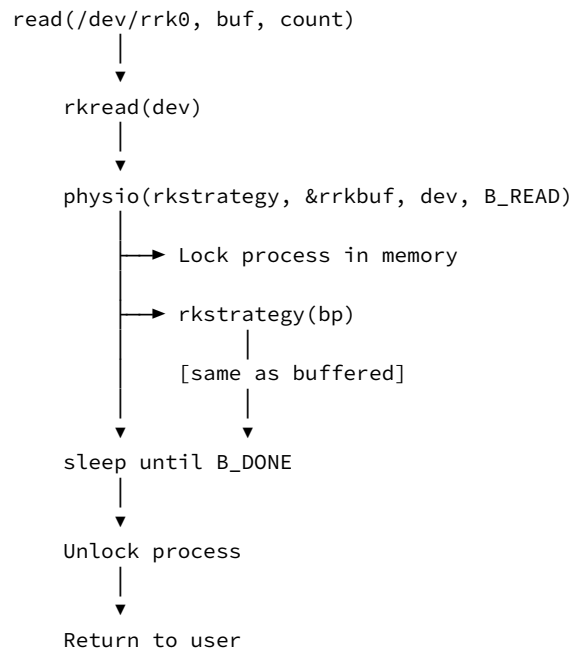 read(/dev/rrk0, buf, count)
rkread(dev)
physio(rkstrategy, &rrkbuf, dev, B_READ)
Lock process in memory
rkstrategy(bp)
[same as buffered]
sleep until B_DONE
Unlock process
Return to user